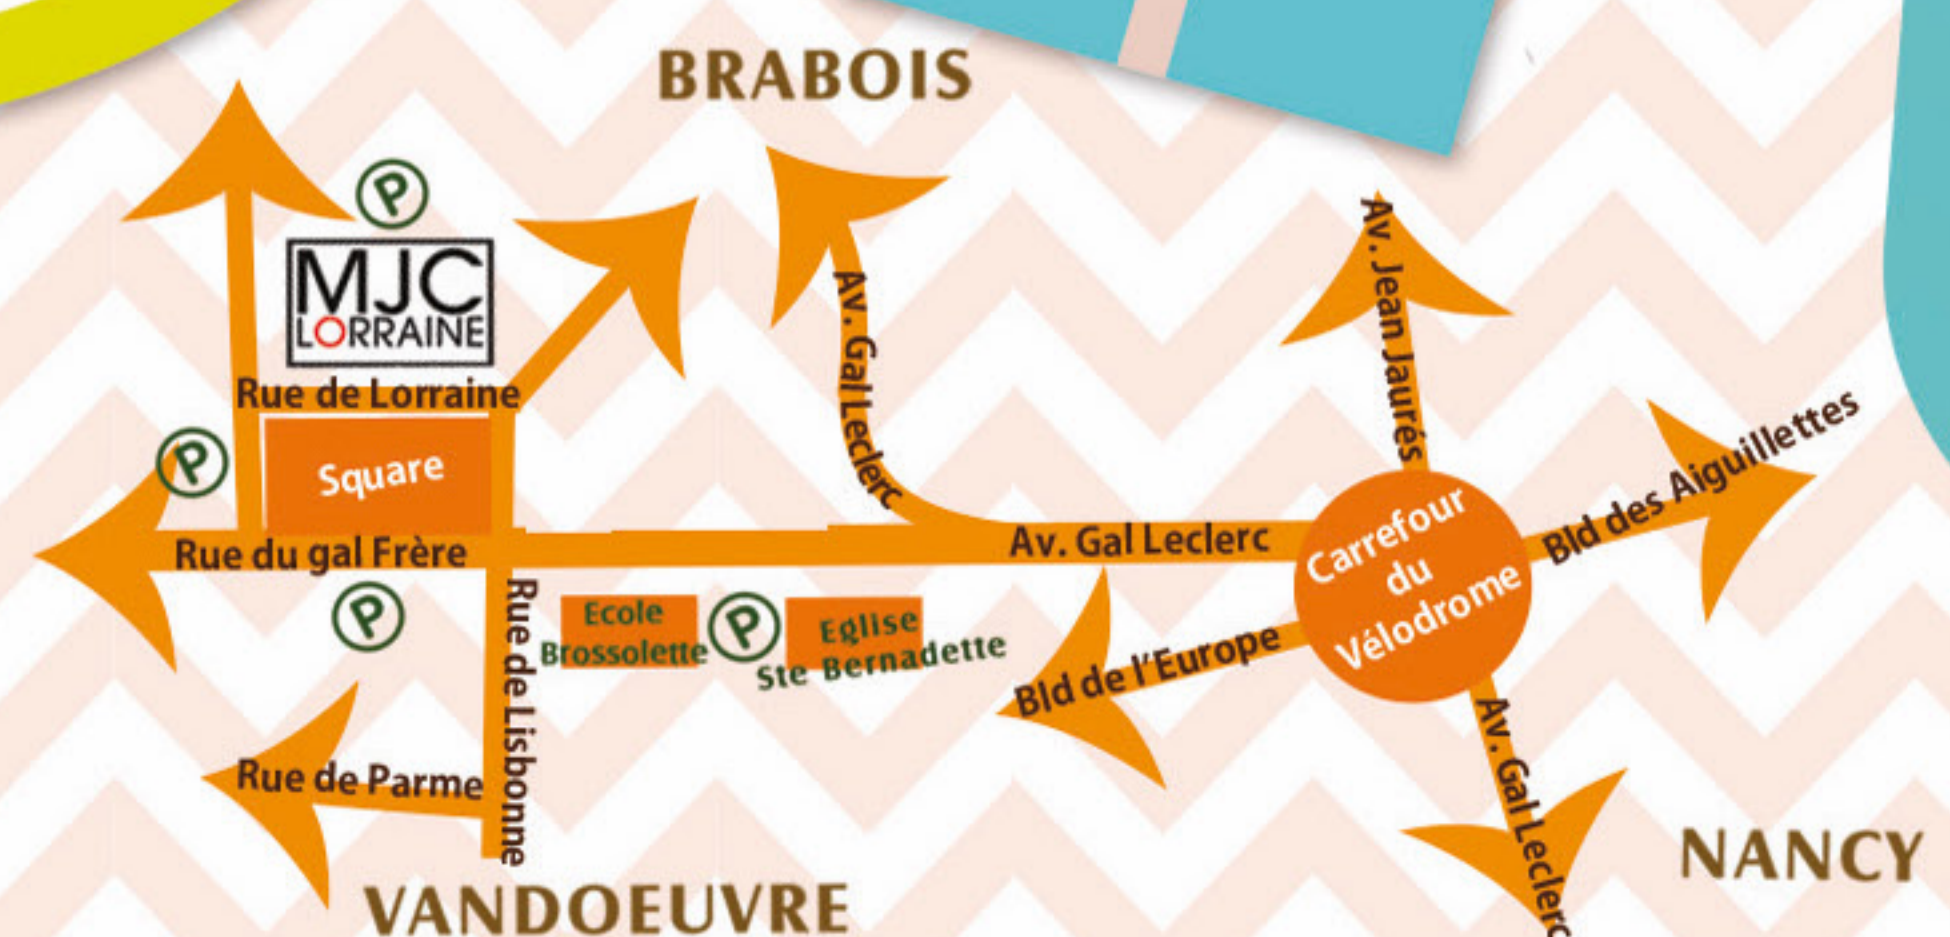 BRABOIS
P
MJC
LORRAINE
Rue de Lorraine
P
Square
Rue du gal Frère
P
Rue de Lisbonne
Ecole
Brossolette
P
Eglise
Ste Bernadette
Rue de Parme
VANDOEUVRE
Av. Gal Leclerc
Av. Gal Leclerc
Av. Jean Jaurés
Carrefour
du
Vélodrome
Bld des Aiguillettes
Bld de l'Europe
Av. Gal Leclerc
NANCY